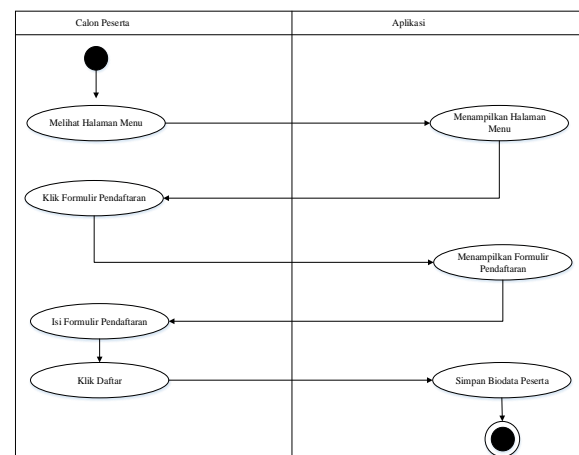 Calon Peserta
Aplikasi
Melihat Halaman Menu
Menampilkan Halaman
Menu
Klik Formulir Pendaftaran
Menampilkan Formulir
Pendaftaran
Isi Formulir Pendaftaran
Klik Daftar
Simpan Biodata Peserta